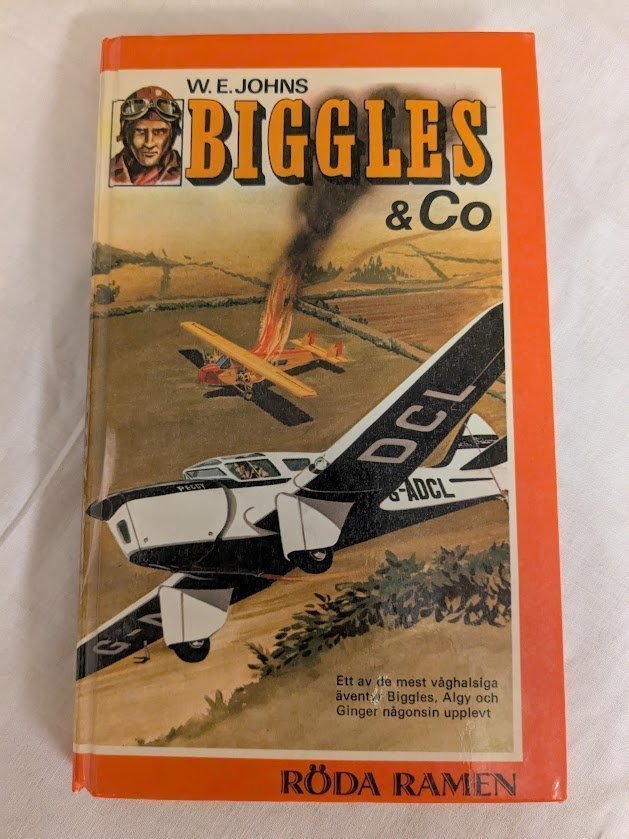 W. E. JOHNS
BIGGLES
& Co
DCL
G-ADCL
PEGGY
G-A
Ett av de mest våghalsiga
äventyr Biggles, Algy och
Ginger någonsin upplevt
RÖDA RAMEN